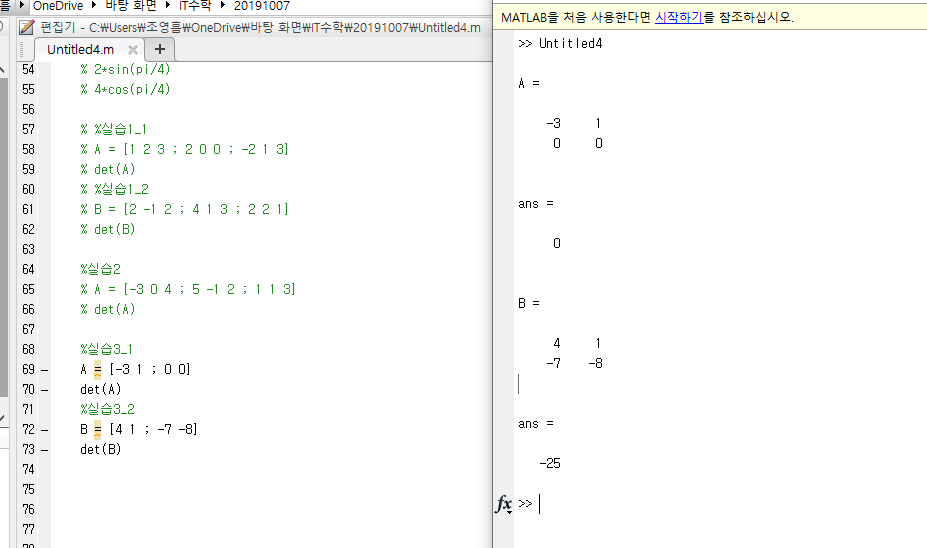 흠 ▸ OneDrive ▸ 바탕 화면 ▸ IT수학 ▸ 20191007
편집기 - C:₩Users₩조영흠₩OneDrive₩바탕 화면₩IT수학₩20191007₩Untitled4.m
Untitled4.m × +
54 % 2*sin(pi/4)
55 % 4*cos(pi/4)
56
57 % %실습1_1
58 % A = [1 2 3 ; 2 0 0 ; -2 1 3]
59 % det(A)
60 % %실습1_2
61 % B = [2 -1 2 ; 4 1 3 ; 2 2 1]
62 % det(B)
63
64 %실습2
65 % A = [-3 0 4 ; 5 -1 2 ; 1 1 3]
66 % det(A)
67
68 %실습3_1
69 – A = [-3 1 ; 0 0]
70 – det(A)
71 %실습3_2
72 – B = [4 1 ; -7 -8]
73 – det(B)
74
75
76
77
MATLAB을 처음 사용한다면 시작하기를 참조하십시오.
>> Untitled4
A =
-3 1
0 0
ans =
0
B =
4 1
-7 -8
ans =
-25
fx >>